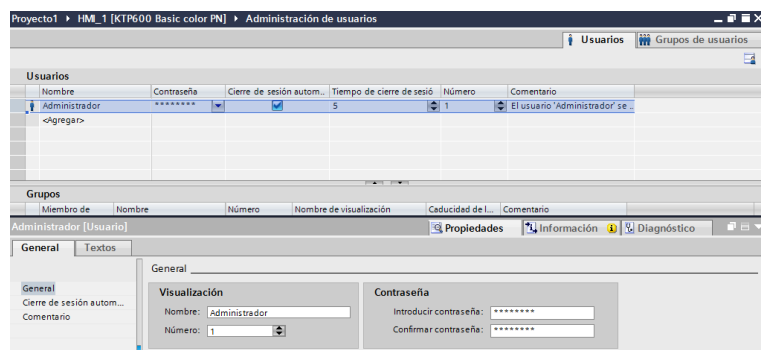 Proyecto1 ▸ HMI_1 [KTP600 Basic color PN] ▸ Administración de usuarios
Usuarios Grupos de usuarios
Usuarios
Nombre Contraseña Cierre de sesión autom... Tiempo de cierre de sesió Número Comentario
Administrador ******** 5 1 El usuario 'Administrador' se ..
<Agregar>
Grupos
Miembro de Nombre Número Nombre de visualización Caducidad de l... Comentario
Administrador [Usuario] Propiedades Información Diagnóstico
General Textos
General
General
Cierre de sesión autom...
Comentario
Visualización
Nombre: Administrador
Número: 1
Contraseña
Introducir contraseña: ********
Confirmar contraseña: ********